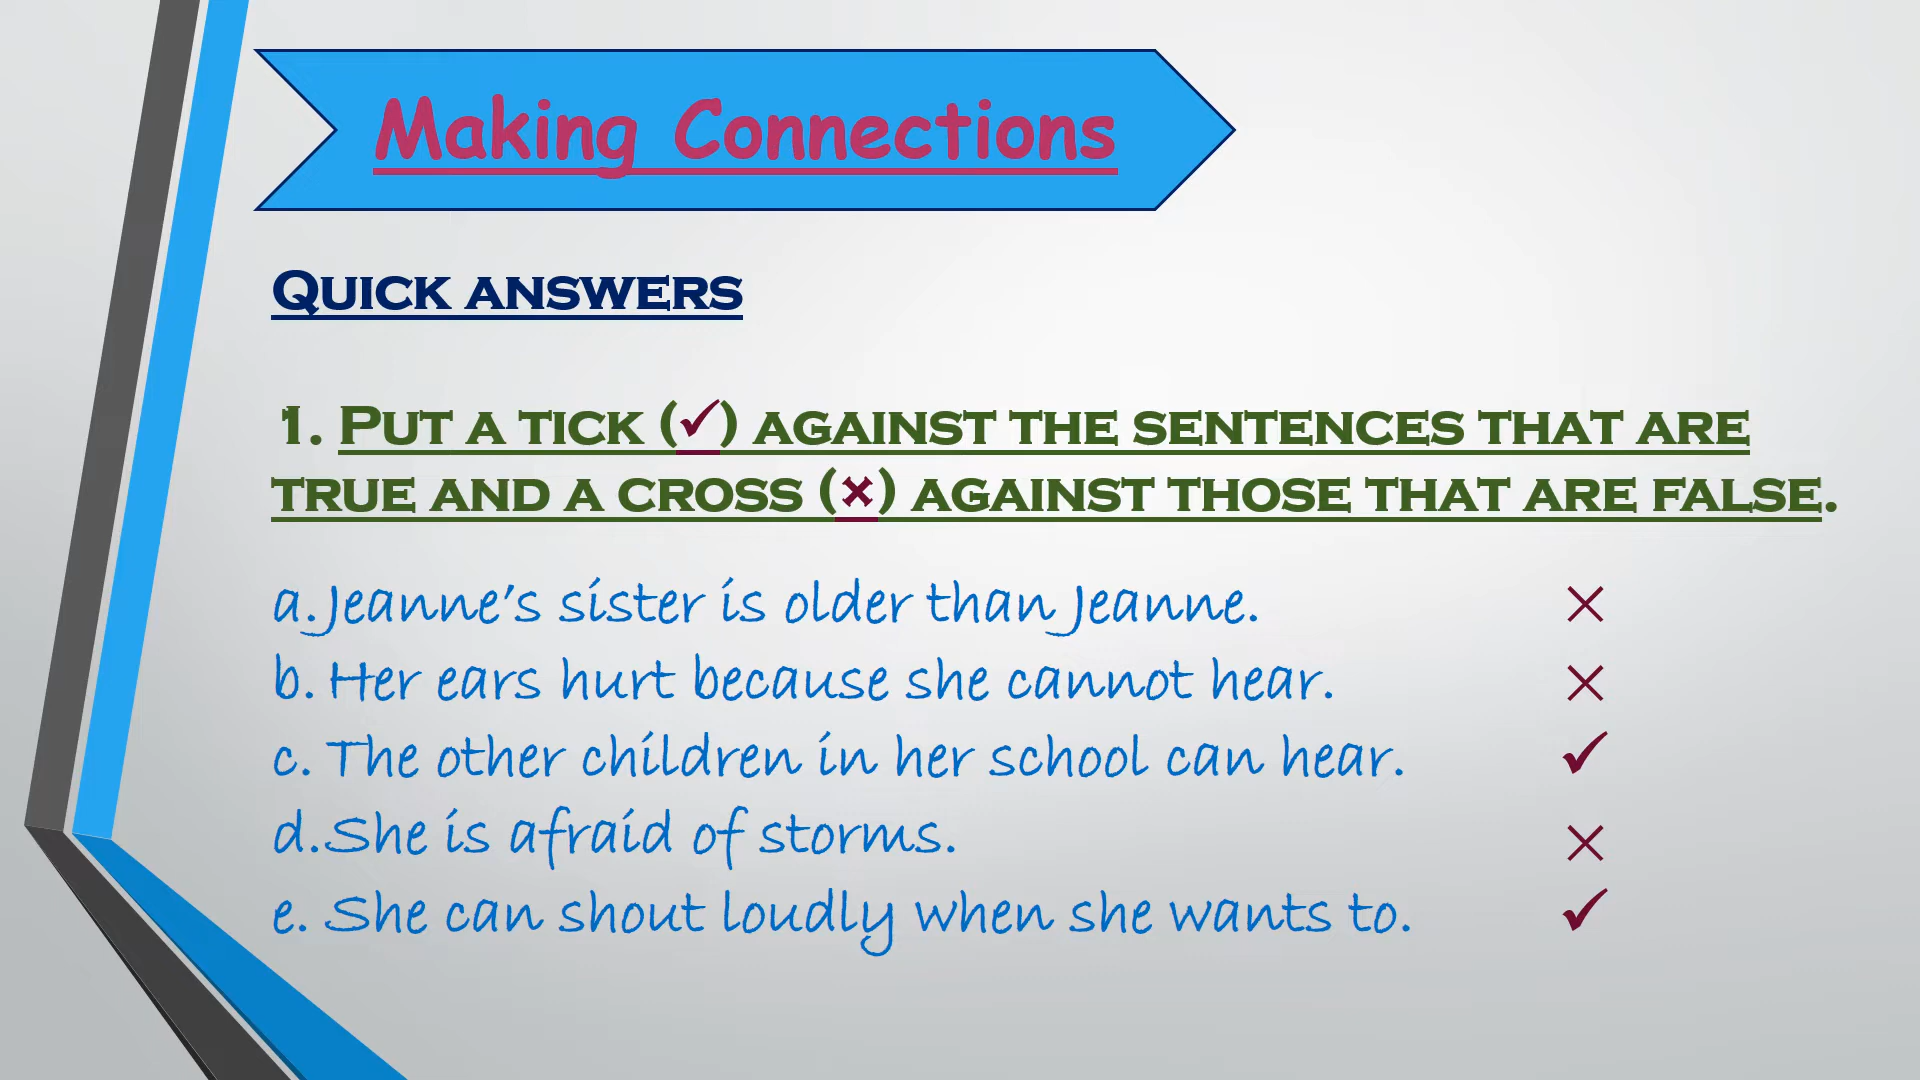 Making Connections
Quick answers
1. Put a tick (✓) against the sentences that are
true and a cross (×) against those that are false.
a. Jeanne’s sister is older than Jeanne. ×
b. Her ears hurt because she cannot hear. ×
c. The other children in her school can hear. ✓
d. She is afraid of storms. ×
e. She can shout loudly when she wants to. ✓